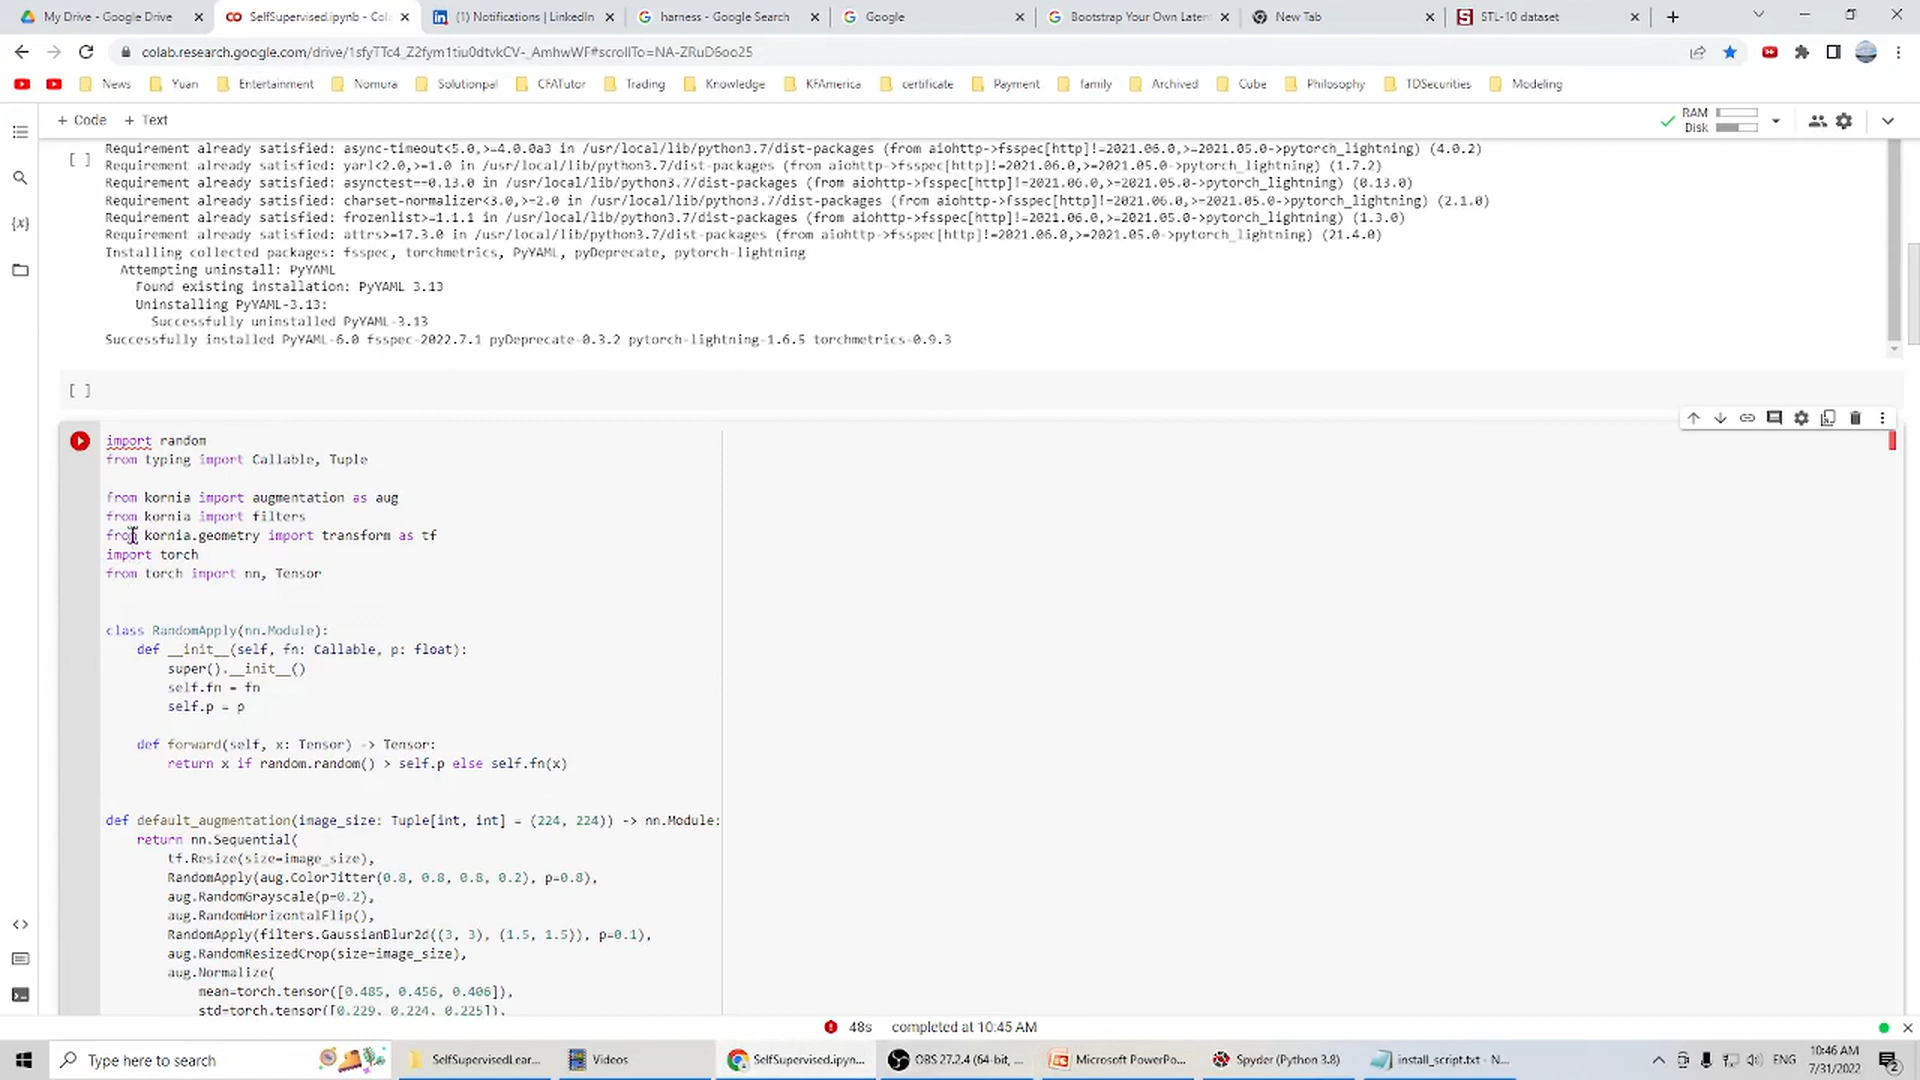 My Drive - Google Drive
SelfSupervised.ipynb - Cola
(1) Notifications | LinkedIn
harness - Google Search
Google
Bootstrap Your Own Latent
New Tab
STL-10 dataset
colab.research.google.com/drive/1sfyTTc4_Z2fym1tiu0dtvkCV-_AmhwWF#scrollTo=NA-ZRuD6oo25
News
Yuan
Entertainment
Nomura
Solutionpal
CFATutor
Trading
Knowledge
KFAmerica
certificate
Payment
family
Archived
Cube
Philosophy
TDSecurities
Modeling
+ Code + Text
RAM
Disk
Requirement already satisfied: async-timeout<5.0,>=4.0.0a3 in /usr/local/lib/python3.7/dist-packages (from aiohttp->fsspec[http]!=2021.06.0,>=2021.05.0->pytorch_lightning) (4.0.2)
[ ]
Requirement already satisfied: yarl<2.0,>=1.0 in /usr/local/lib/python3.7/dist-packages (from aiohttp->fsspec[http]!=2021.06.0,>=2021.05.0->pytorch_lightning) (1.7.2)
Requirement already satisfied: asynctest==0.13.0 in /usr/local/lib/python3.7/dist-packages (from aiohttp->fsspec[http]!=2021.06.0,>=2021.05.0->pytorch_lightning) (0.13.0)
Requirement already satisfied: charset-normalizer<3.0,>=2.0 in /usr/local/lib/python3.7/dist-packages (from aiohttp->fsspec[http]!=2021.06.0,>=2021.05.0->pytorch_lightning) (2.1.0)
Requirement already satisfied: frozenlist>=1.1.1 in /usr/local/lib/python3.7/dist-packages (from aiohttp->fsspec[http]!=2021.06.0,>=2021.05.0->pytorch_lightning) (1.3.0)
Requirement already satisfied: attrs>=17.3.0 in /usr/local/lib/python3.7/dist-packages (from aiohttp->fsspec[http]!=2021.06.0,>=2021.05.0->pytorch_lightning) (21.4.0)
Installing collected packages: fsspec, torchmetrics, PyYAML, pyDeprecate, pytorch-lightning
Attempting uninstall: PyYAML
Found existing installation: PyYAML 3.13
Uninstalling PyYAML-3.13:
Successfully uninstalled PyYAML-3.13
Successfully installed PyYAML-6.0 fsspec-2022.7.1 pyDeprecate-0.3.2 pytorch-lightning-1.6.5 torchmetrics-0.9.3
[ ]
import random
from typing import Callable, Tuple
from kornia import augmentation as aug
from kornia import filters
from kornia.geometry import transform as tf
import torch
from torch import nn, Tensor
class RandomApply(nn.Module):
def __init__(self, fn: Callable, p: float):
super().__init__()
self.fn = fn
self.p = p
def forward(self, x: Tensor) -> Tensor:
return x if random.random() > self.p else self.fn(x)
def default_augmentation(image_size: Tuple[int, int] = (224, 224)) -> nn.Module:
return nn.Sequential(
tf.Resize(size=image_size),
RandomApply(aug.ColorJitter(0.8, 0.8, 0.8, 0.2), p=0.8),
aug.RandomGrayscale(p=0.2),
aug.RandomHorizontalFlip(),
RandomApply(filters.GaussianBlur2d((3, 3), (1.5, 1.5)), p=0.1),
aug.RandomResizedCrop(size=image_size),
aug.Normalize(
mean=torch.tensor([0.485, 0.456, 0.406]),
std=torch.tensor([0.229, 0.224, 0.225]),
48s completed at 10:45 AM
Type here to search
SelfSupervisedLear...
Videos
SelfSupervised.ipyn...
OBS 27.2.4 (64-bit, ...
Microsoft PowerPo...
Spyder (Python 3.8)
install_script.txt - N...
ENG
10:46 AM
7/31/2022
2